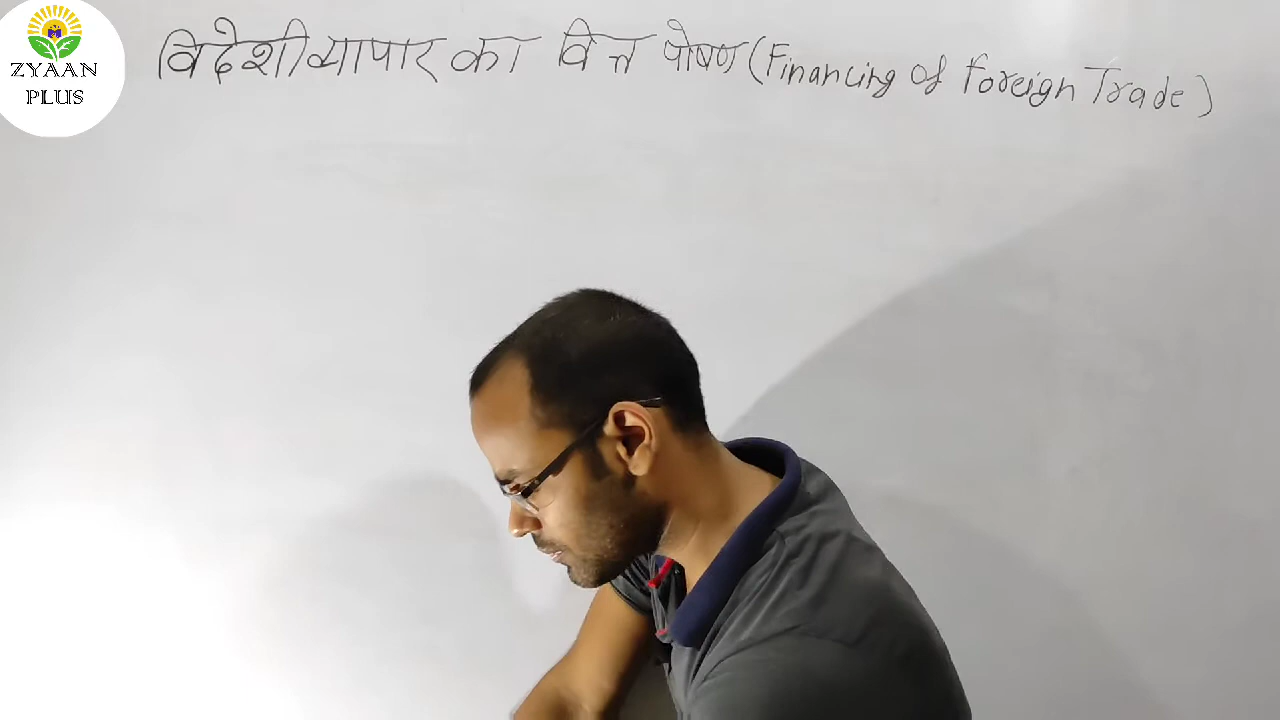 ZYAAN
PLUS
विदेशी व्यापार का वित्त पोषण (Financing of foreign Trade)